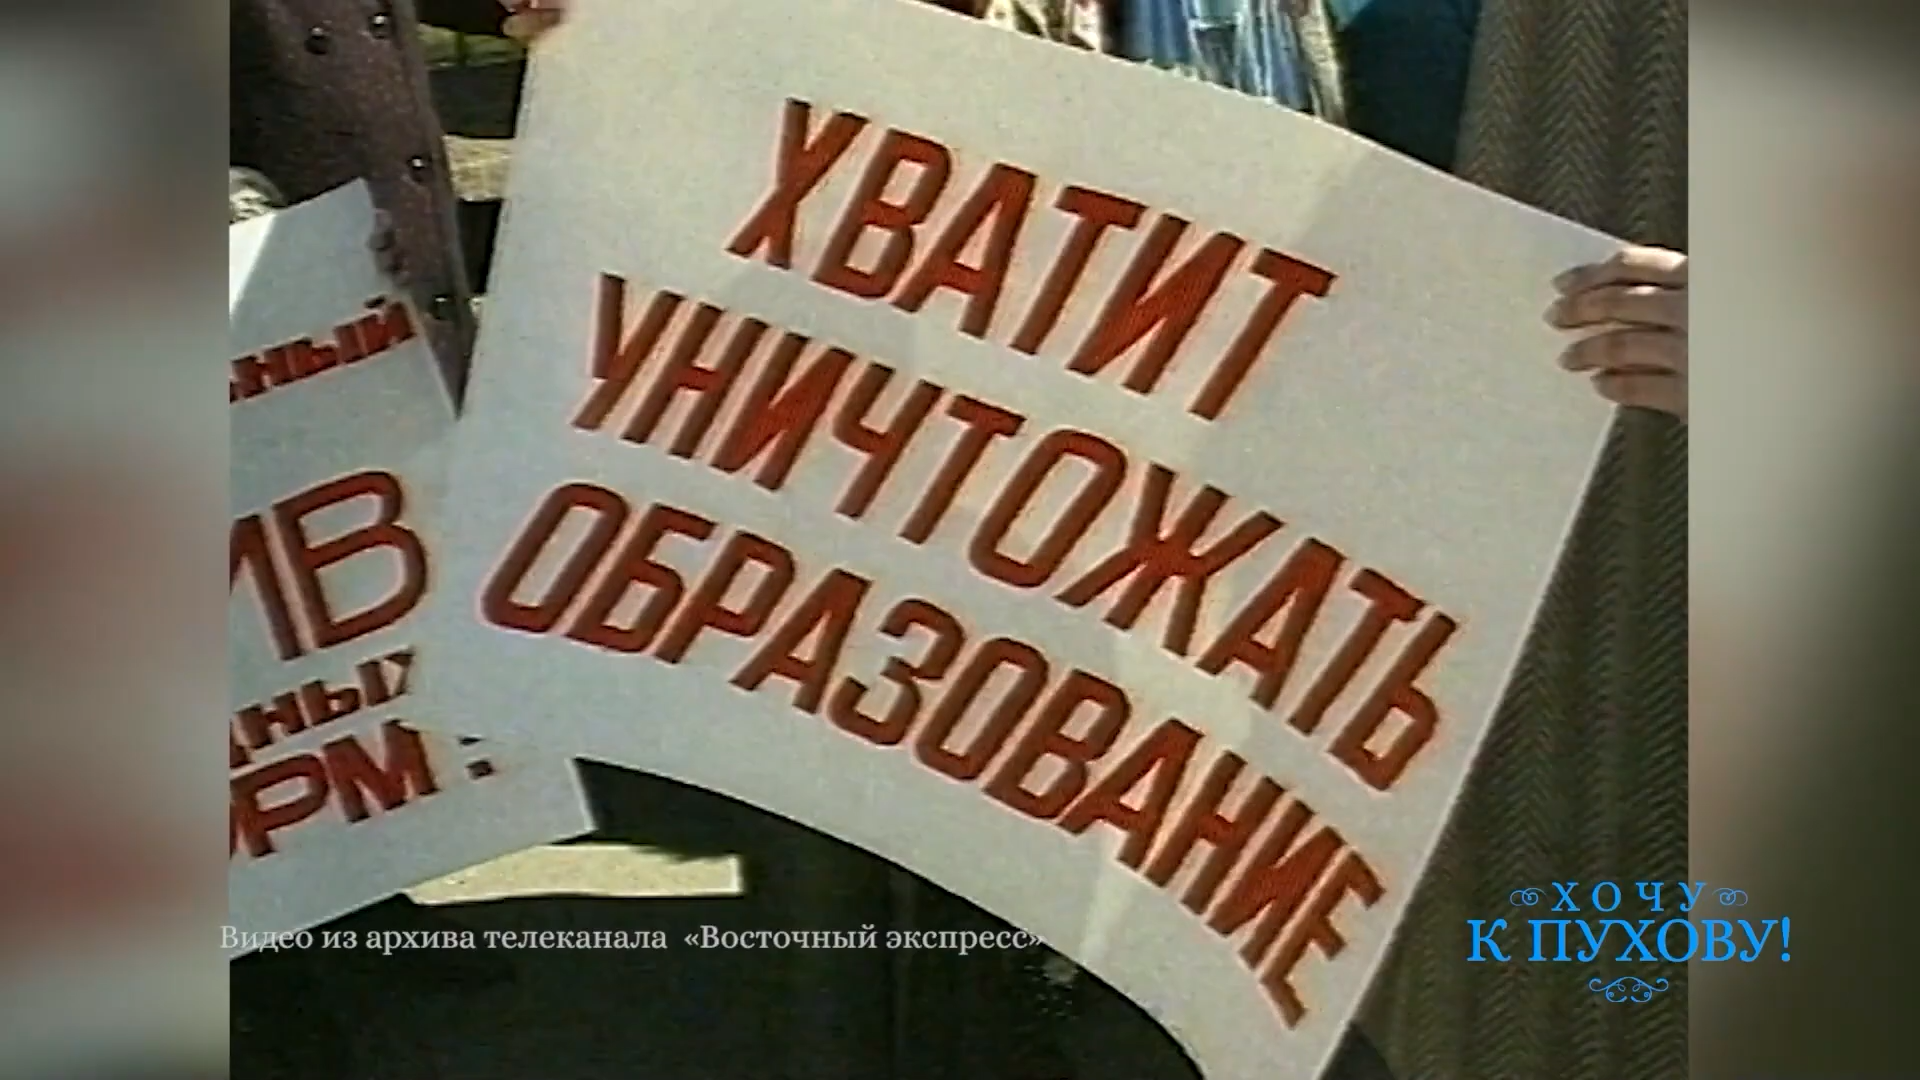 ХВАТИТ
УНИЧТОЖАТЬ
ОБРАЗОВАНИЕ
Видео из архива телеканала «Восточный экспресс»
ХОЧУ
К ПУХОВУ!